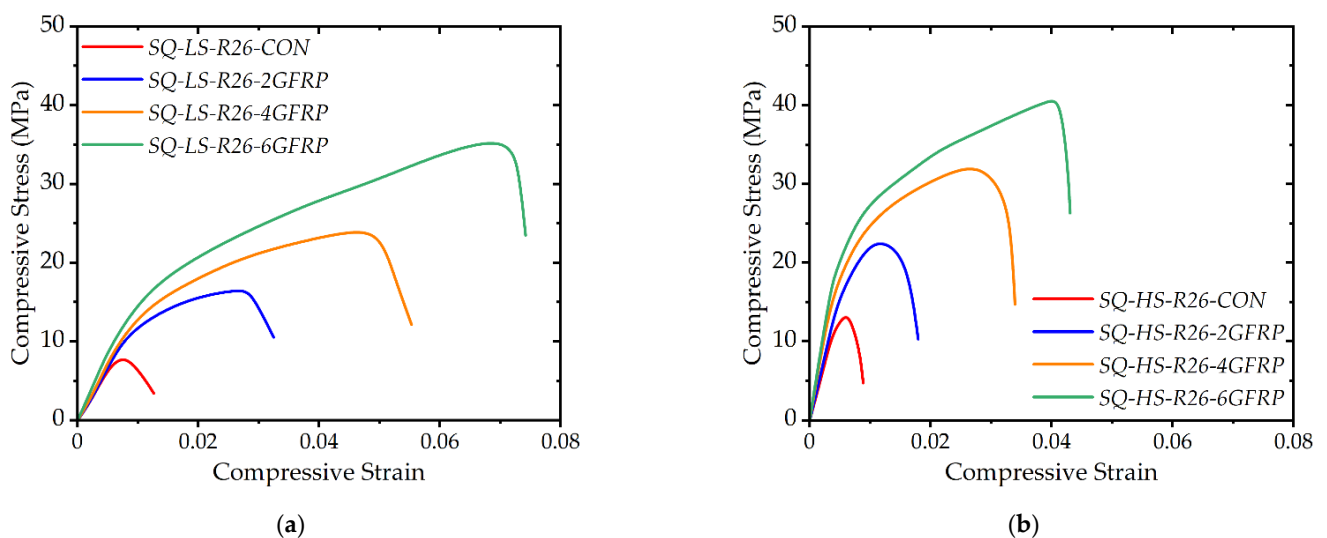 50
40
30
20
10
0
Compressive Stress (MPa)
SQ-LS-R26-CON
SQ-LS-R26-2GFRP
SQ-LS-R26-4GFRP
SQ-LS-R26-6GFRP
0 0.02 0.04 0.06 0.08
Compressive Strain
(a)
50
40
30
20
10
0
Compressive Stress (MPa)
SQ-HS-R26-CON
SQ-HS-R26-2GFRP
SQ-HS-R26-4GFRP
SQ-HS-R26-6GFRP
0 0.02 0.04 0.06 0.08
Compressive Strain
(b)